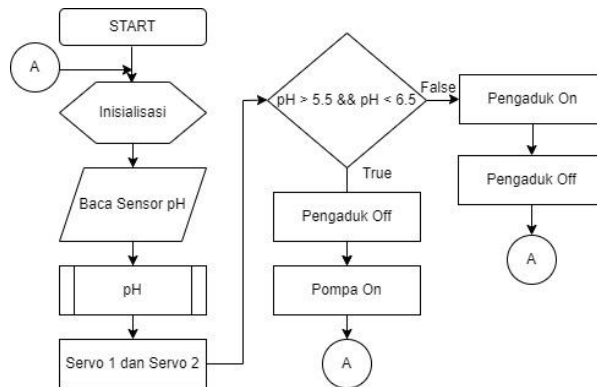 START
A
Inisialisasi
Baca Sensor pH
pH
Servo 1 dan Servo 2
pH > 5.5 && pH < 6.5
False
True
Pengaduk Off
Pompa On
A
Pengaduk On
Pengaduk Off
A